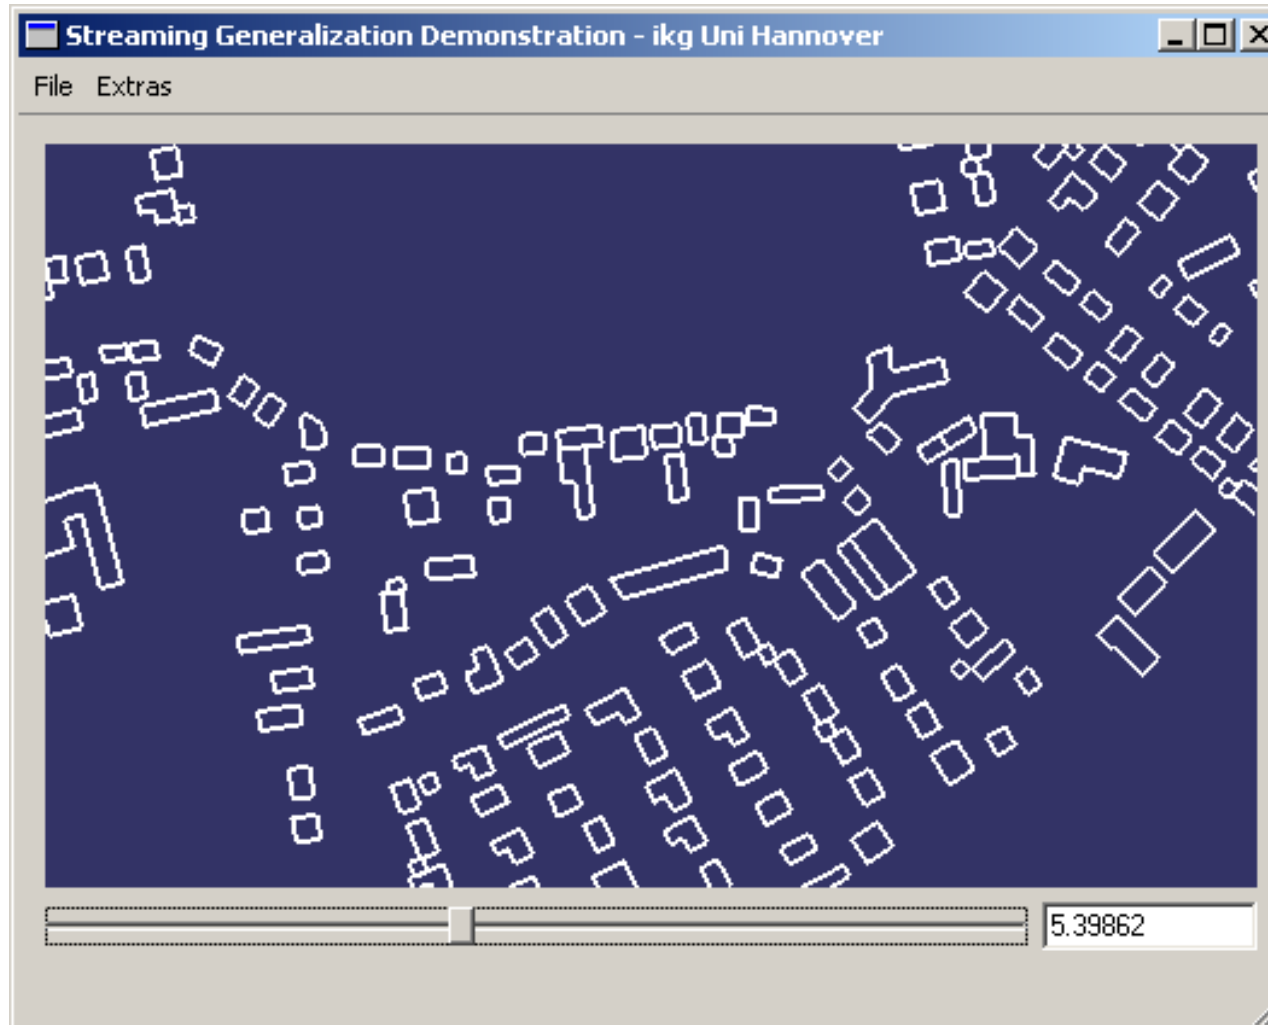 Streaming Generalization Demonstration - ikg Uni Hannover
File Extras
5.39862